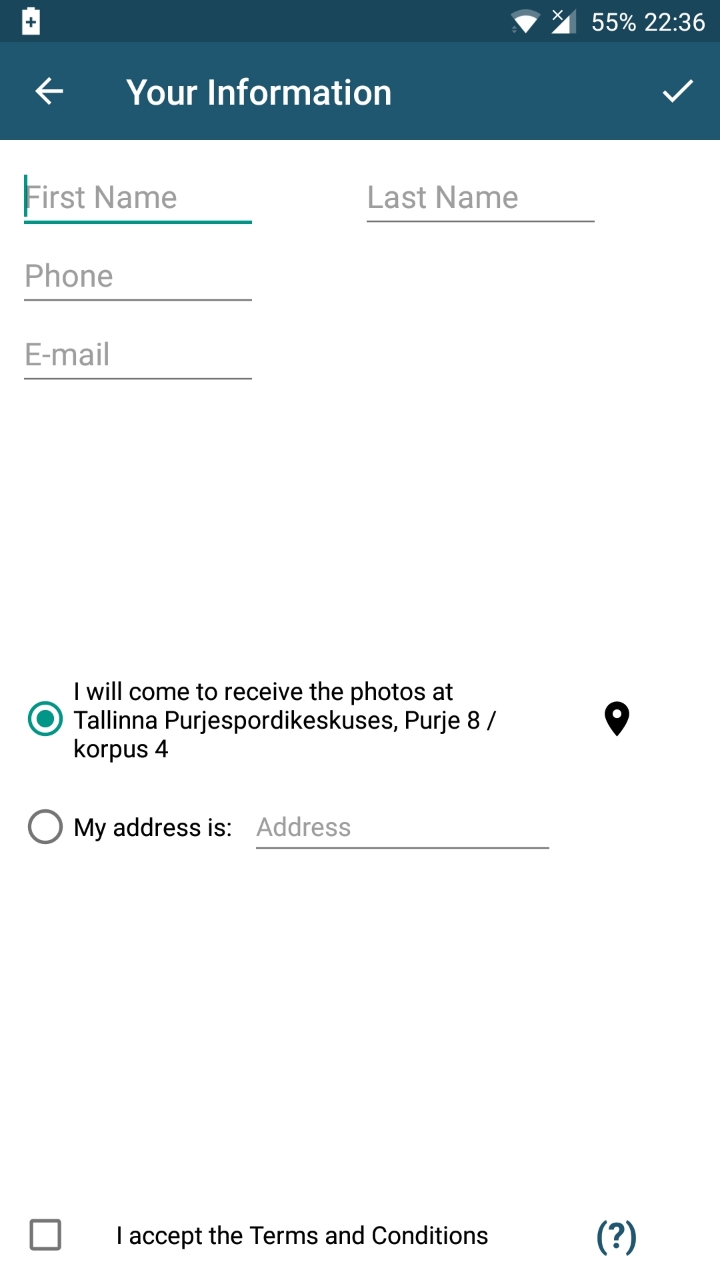 55% 22:36
Your Information
First Name Last Name
Phone
E-mail
I will come to receive the photos at
Tallinna Purjespordikeskuses, Purje 8 /
korpus 4
My address is: Address
I accept the Terms and Conditions (?)